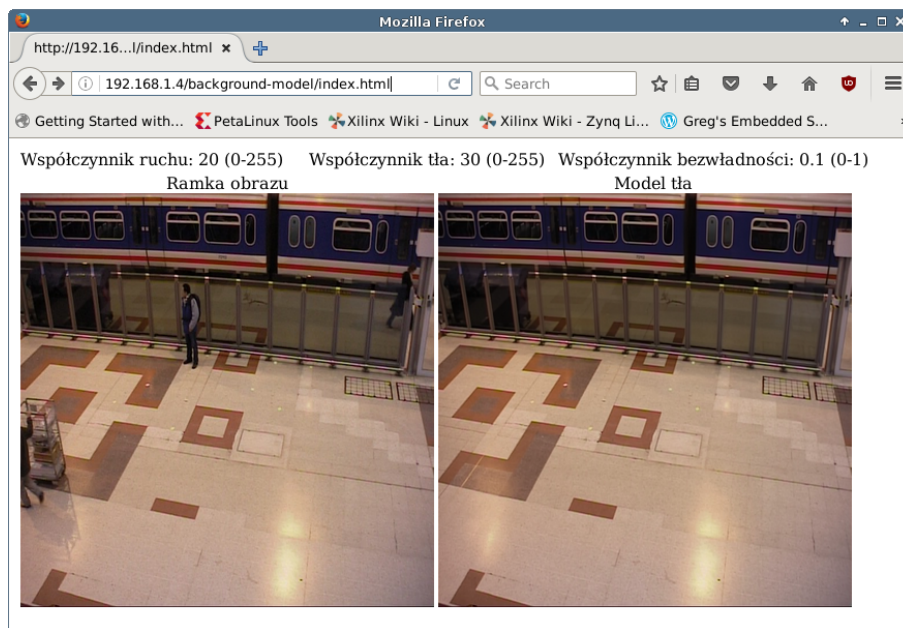 Mozilla Firefox
http://192.16...l/index.html
192.168.1.4/background-model/index.html
Search
Getting Started with...
PetaLinux Tools
Xilinx Wiki - Linux
Xilinx Wiki - Zynq Li...
Greg's Embedded S...
Współczynnik ruchu: 20 (0-255) Współczynnik tła: 30 (0-255) Współczynnik bezwładności: 0.1 (0-1)
Ramka obrazu
Model tła